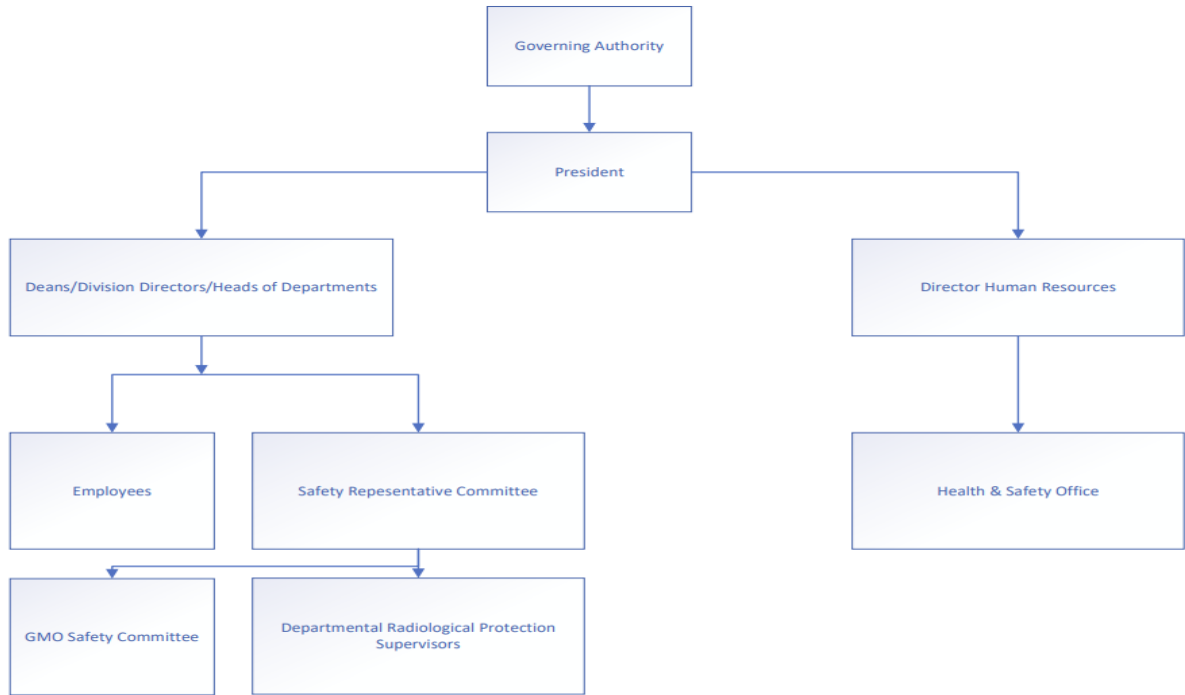 Governing Authority
President
Deans/Division Directors/Heads of Departments
Director Human Resources
Employees
Safety Repesentative Committee
Health & Safety Office
GMO Safety Committee
Departmental Radiological Protection
Supervisors